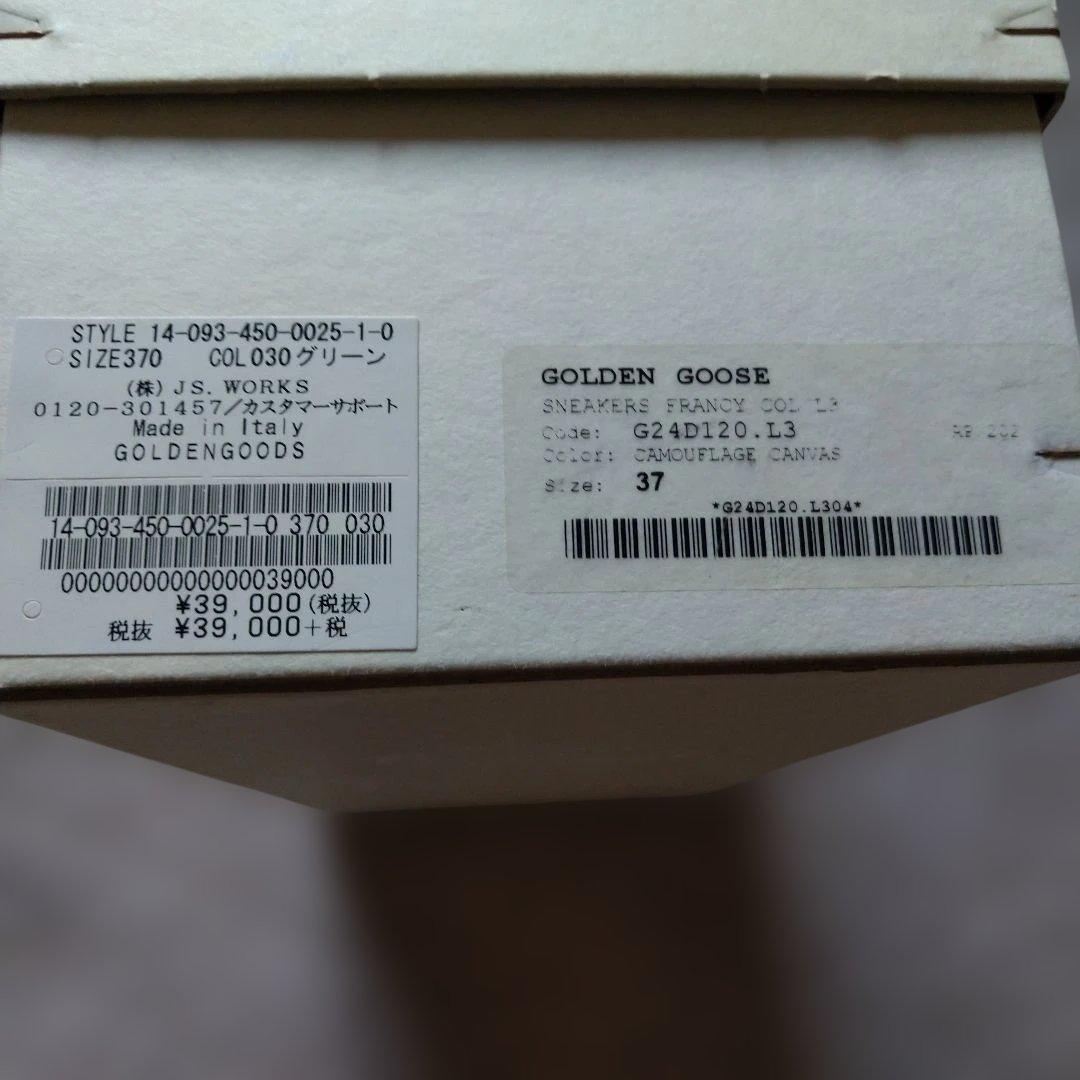 STYLE 14-093-450-0025-1-0
SIZE370 COL030グリーン
(株)JS.WORKS
0120-301457/カスタマーサポート
Made in Italy
GOLDENGOODS
14-093-450-0025-1-0 370 030
00000000000000039000
¥39,000(税抜)
税抜 ¥39,000+税
GOLDEN GOOSE
SNEAKERS FRANCY COL L3
Code: G24D120.L3
Color: CAMOUFLAGE CANVAS
Size: 37
*G24D120.L304*